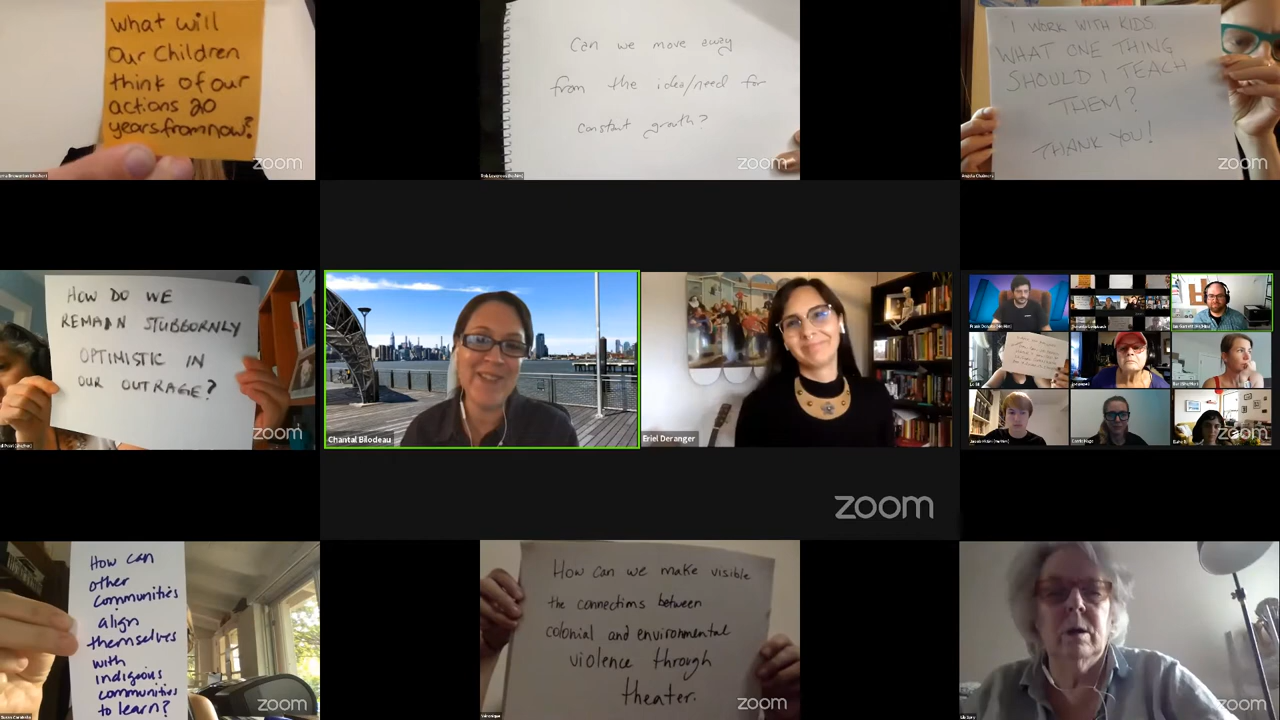 what will
Our Children
think of our
actions 20
years from now?
zoom
Can we move away
from the idea/need for
constant growth?
zoom
I WORK WITH KIDS.
WHAT ONE THING
SHOULD I TEACH
THEM?
THANK YOU!
zoom
HOW DO WE
REMAIN STUBBORNLY
OPTIMISTIC IN
OUR OUTRAGE?
zoom
Chantal Bilodeau
Eriel Deranger
zoom
zoom
How can
other
communities
align
themselves
with
indigious
communities
to learn?
zoom
How can we make visible
the connections between
colonial and environmental
violence through
theater.
zoom
zoom